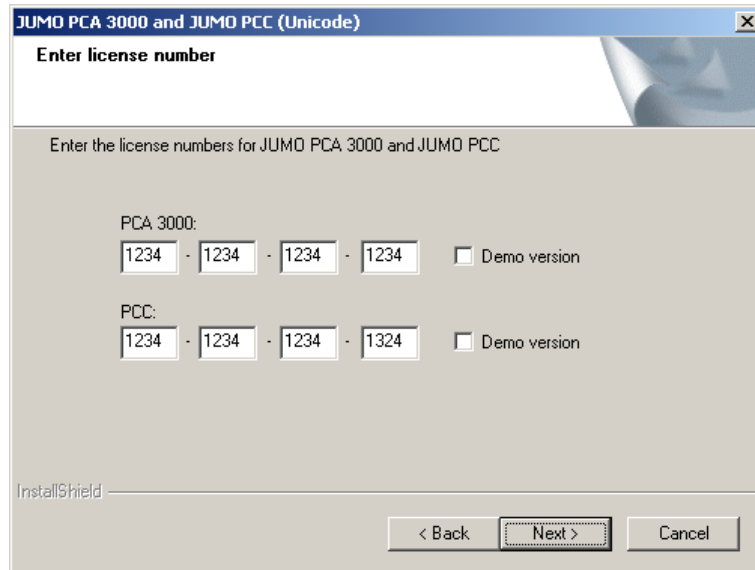 JUMO PCA 3000 and JUMO PCC (Unicode)
Enter license number
Enter the license numbers for JUMO PCA 3000 and JUMO PCC
PCA 3000:
1234 - 1234 - 1234 - 1234 Demo version
PCC:
1234 - 1234 - 1234 - 1324 Demo version
InstallShield
< Back Next > Cancel